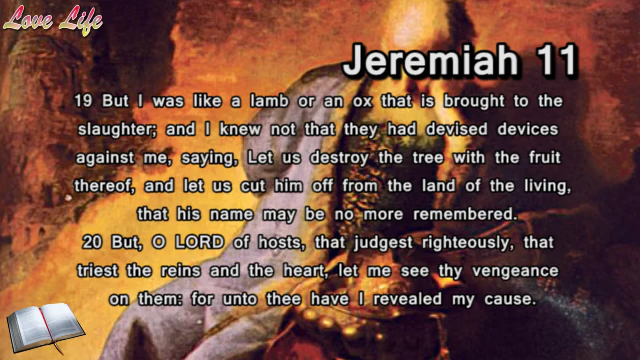 Love Life
Jeremiah 11
19 But I was like a lamb or an ox that is brought to the
slaughter; and I knew not that they had devised devices
against me, saying, Let us destroy the tree with the fruit
thereof, and let us cut him off from the land of the living,
that his name may be no more remembered.
20 But, O LORD of hosts, that judgest righteously, that
triest the reins and the heart, let me see thy vengeance
on them: for unto thee have I revealed my cause.